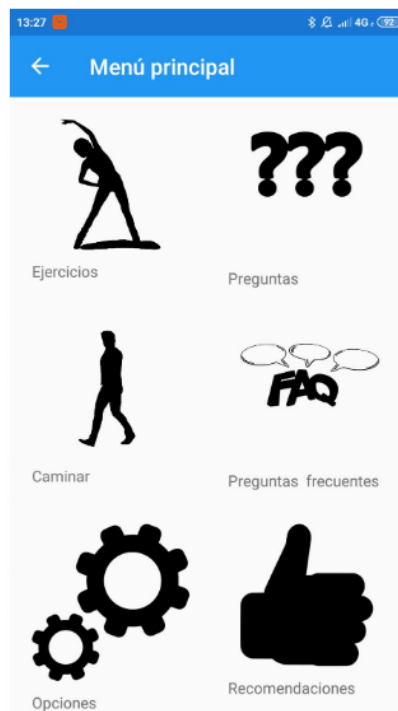 13:27 4G 92
Menú principal
???
Ejercicios
Preguntas
FAQ
Caminar
Preguntas frecuentes
Opciones
Recomendaciones